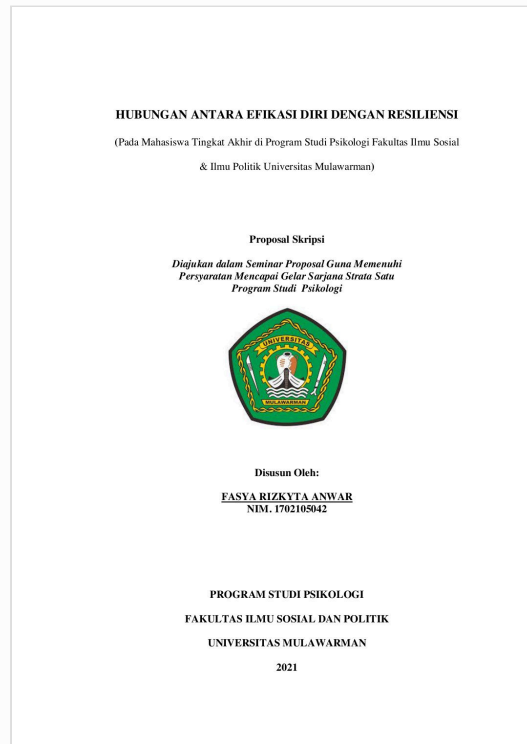 HUBUNGAN ANTARA EFIKASI DIRI DENGAN RESILIENSI
(Pada Mahasiswa Tingkat Akhir di Program Studi Psikologi Fakultas Ilmu Sosial
& Ilmu Politik Universitas Mulawarman)
Proposal Skripsi
Diajukan dalam Seminar Proposal Guna Memenuhi
Persyaratan Mencapai Gelar Sarjana Strata Satu
Program Studi Psikologi
UNIVERSITAS
MULAWARMAN
Disusun Oleh:
FASYA RIZKYTA ANWAR
NIM. 1702105042
PROGRAM STUDI PSIKOLOGI
FAKULTAS ILMU SOSIAL DAN POLITIK
UNIVERSITAS MULAWARMAN
2021